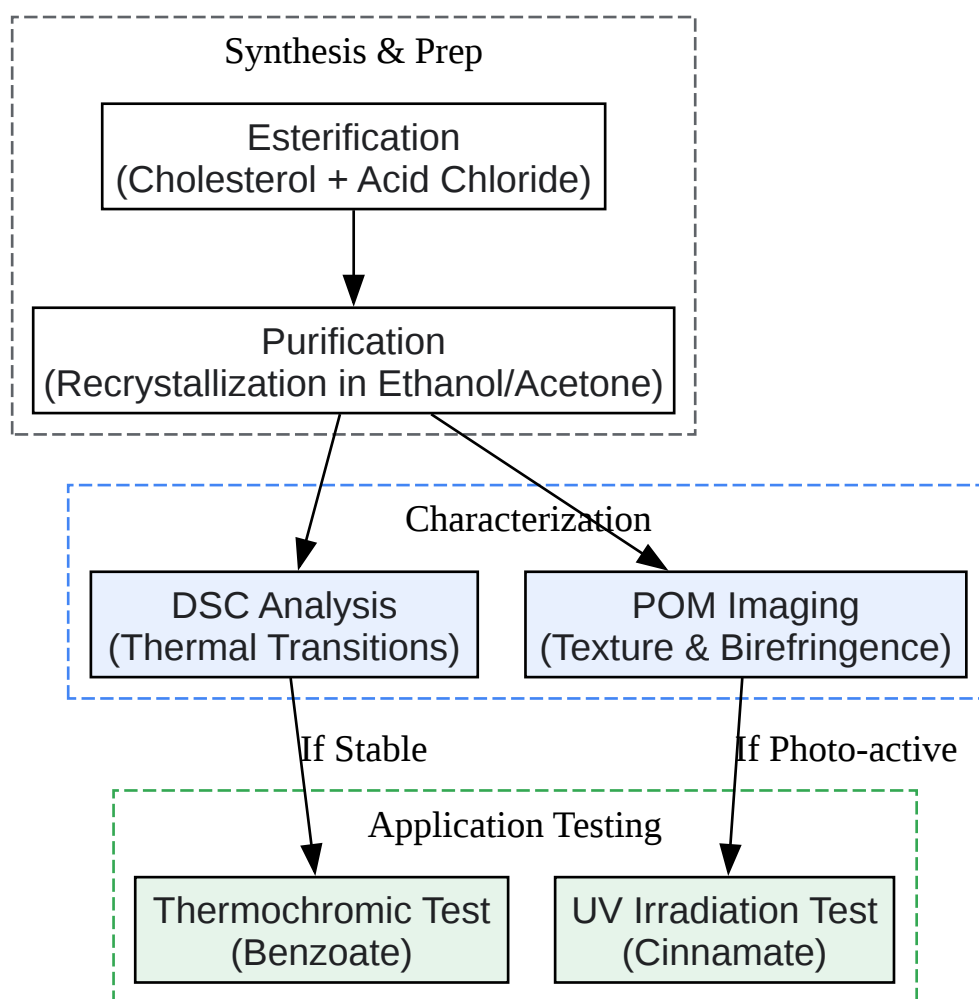 Synthesis & Prep
Esterification
(Cholesterol + Acid Chloride)
Purification
(Recrystallization in Ethanol/Acetone)
Characterization
DSC Analysis
(Thermal Transitions)
POM Imaging
(Texture & Birefringence)
If Stable
If Photo-active
Application Testing
Thermochromic Test
(Benzoate)
UV Irradiation Test
(Cinnamate)